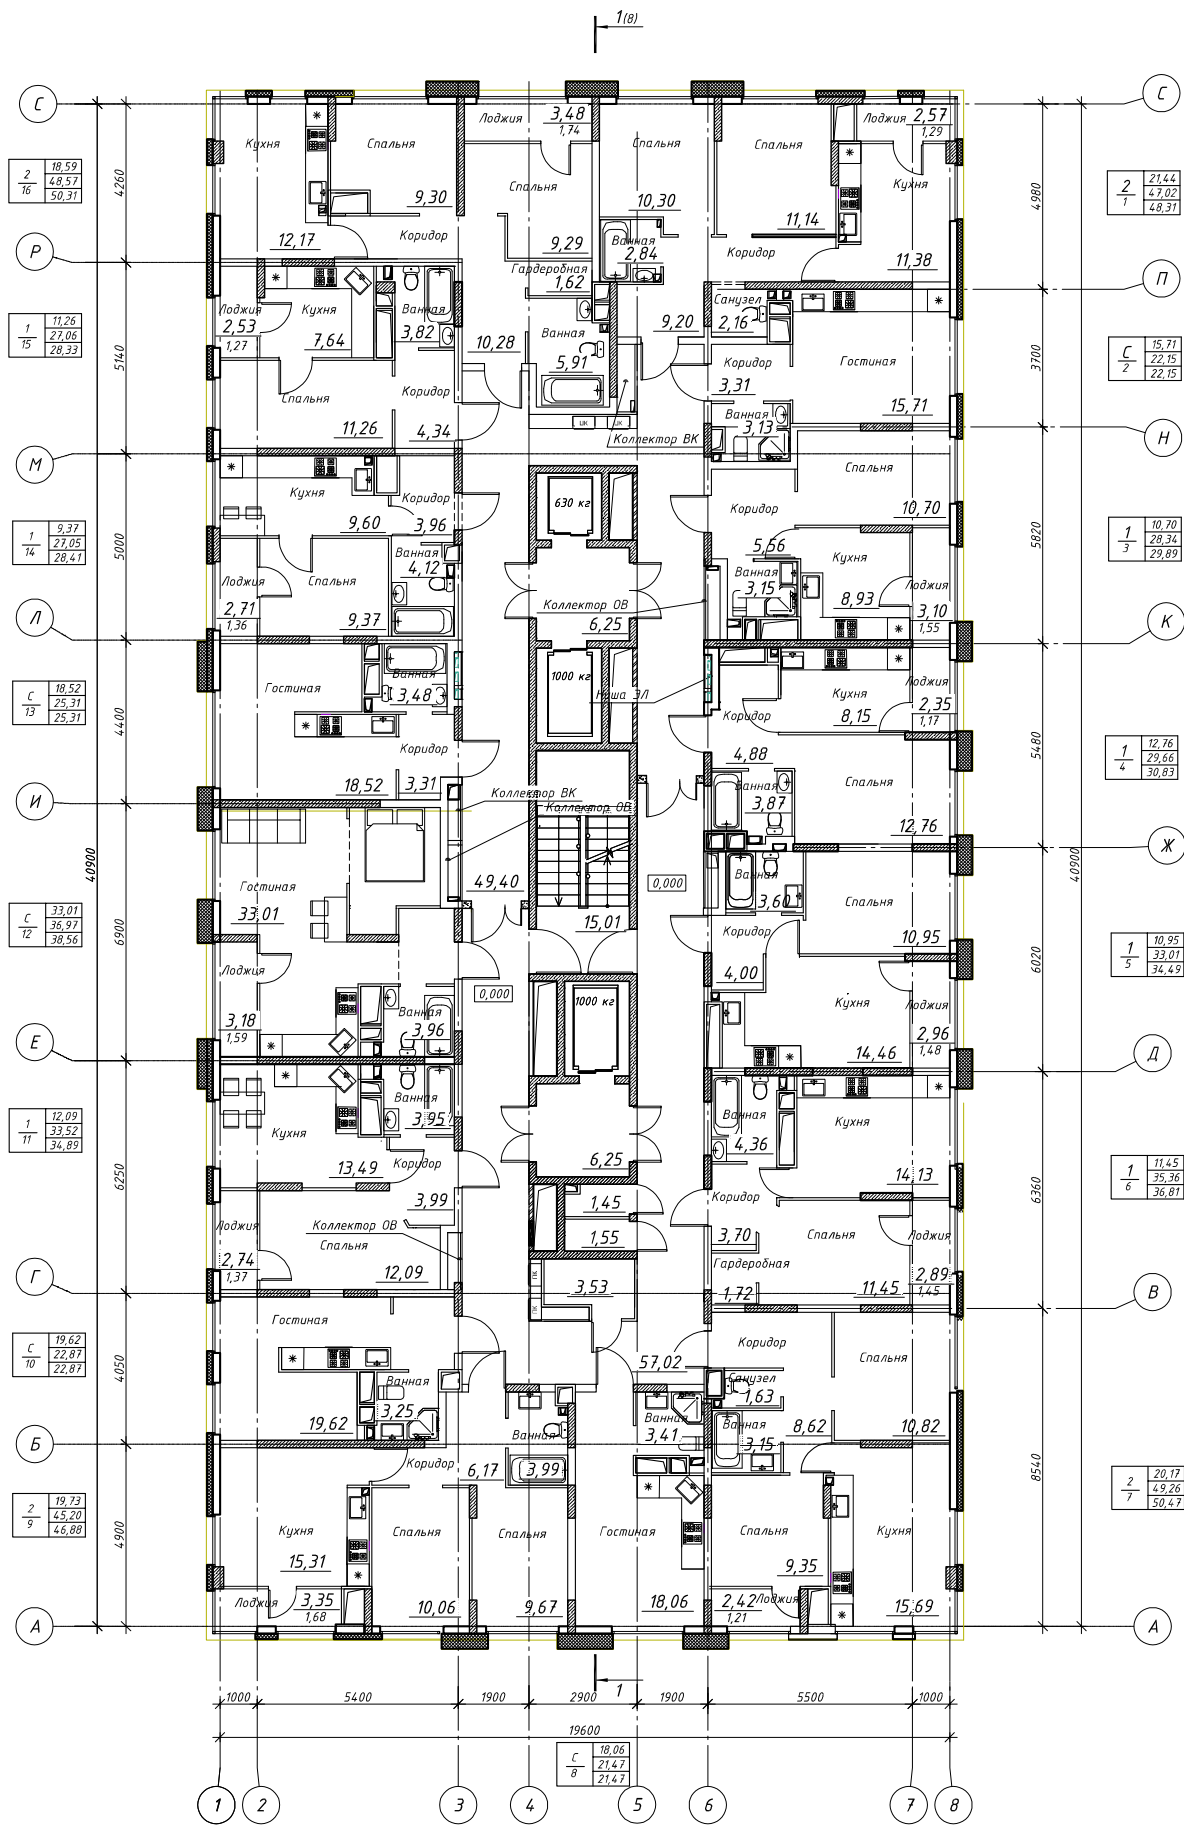 1(8)
С
С
Лоджия
3,48
1,74
Лоджия
2,57
1,29
Кухня
Спальня
Спальня
Спальня
2
16
18,59
48,57
50,31
4260
4980
Спальня
Кухня
2
1
21,44
47,02
48,31
9,30
10,30
11,14
Р
12,17
Коридор
9,29
Ванная
2,84
Коридор
11,38
П
Гардеробная
1,62
1
15
11,26
27,06
28,33
5140
Лоджия
2,53
1,27
Кухня
7,64
Ванная
3,82
Санузел
2,16
9,20
10,28
Ванная
5,91
Коридор
3,31
Гостиная
3700
С
2
15,71
22,15
22,15
Спальня
Коридор
11,26
4,34
ПК
ПК
Ванная
3,13
15,71
Коллектор ВК
Н
М
Кухня
Коридор
9,60
3,96
630 кг
Спальня
Коридор
10,70
1
14
9,37
27,05
28,41
5000
5820
1
3
10,70
28,34
29,89
Ванная
4,12
5,66
Ванная
3,15
Кухня
8,93
Лоджия
3,10
1,55
Лоджия
2,71
1,36
Спальня
9,37
Коллектор ОВ
6,25
Л
К
Гостиная
Ванная
3,48
1000 кг
Ниша ЭЛ
Кухня
8,15
Лоджия
2,35
1,17
С
13
18,52
25,31
25,31
4400
Коридор
4,88
5480
1
4
12,76
29,66
30,83
Коридор
18,52
3,31
Ванная
3,87
Спальня
12,76
И
Коллектор ВК
Коллектор ОВ
Ж
40900
40900
Гостиная
33,01
49,40
0,000
15,01
Ванная
3,60
Спальня
С
12
33,01
36,97
38,56
6900
Коридор
4,00
10,95
6020
1
5
10,95
33,01
34,49
Лоджия
3,18
1,59
0,000
1000 кг
Ванная
3,96
Кухня
14,46
Лоджия
2,96
1,48
Е
Д
Ванная
3,95
Кухня
13,49
Коридор
3,99
Ванная
4,36
Кухня
14,13
1
11
12,09
33,52
34,89
6250
6,25
6360
1
6
11,45
35,36
36,81
1,45
1,55
Коридор
3,70
Лоджия
2,74
1,37
Коллектор ОВ
Спальня
12,09
Спальня
11,45
Лоджия
2,89
1,45
Гардеробная
1,72
Г
В
ПК
ПК
3,53
Гостиная
57,02
Коридор
Спальня
С
10
19,62
22,87
22,87
4050
Ванная
3,25
Санузел
1,63
19,62
Ванная
3,41
Ванная
3,15
8,62
10,82
Б
Коридор
6,17
Ванная
3,99
8540
2
7
20,17
49,26
50,47
2
9
19,73
45,20
46,88
4900
Кухня
15,31
Спальня
Спальня
Гостиная
Спальня
Кухня
9,35
Лоджия
3,35
1,68
10,06
9,67
18,06
2,42
1,21
Лоджия
15,69
А
А
1
1000
5400
1900
2900
1900
5500
1000
19600
С
8
18,06
21,47
21,47
1
2
3
4
5
6
7
8